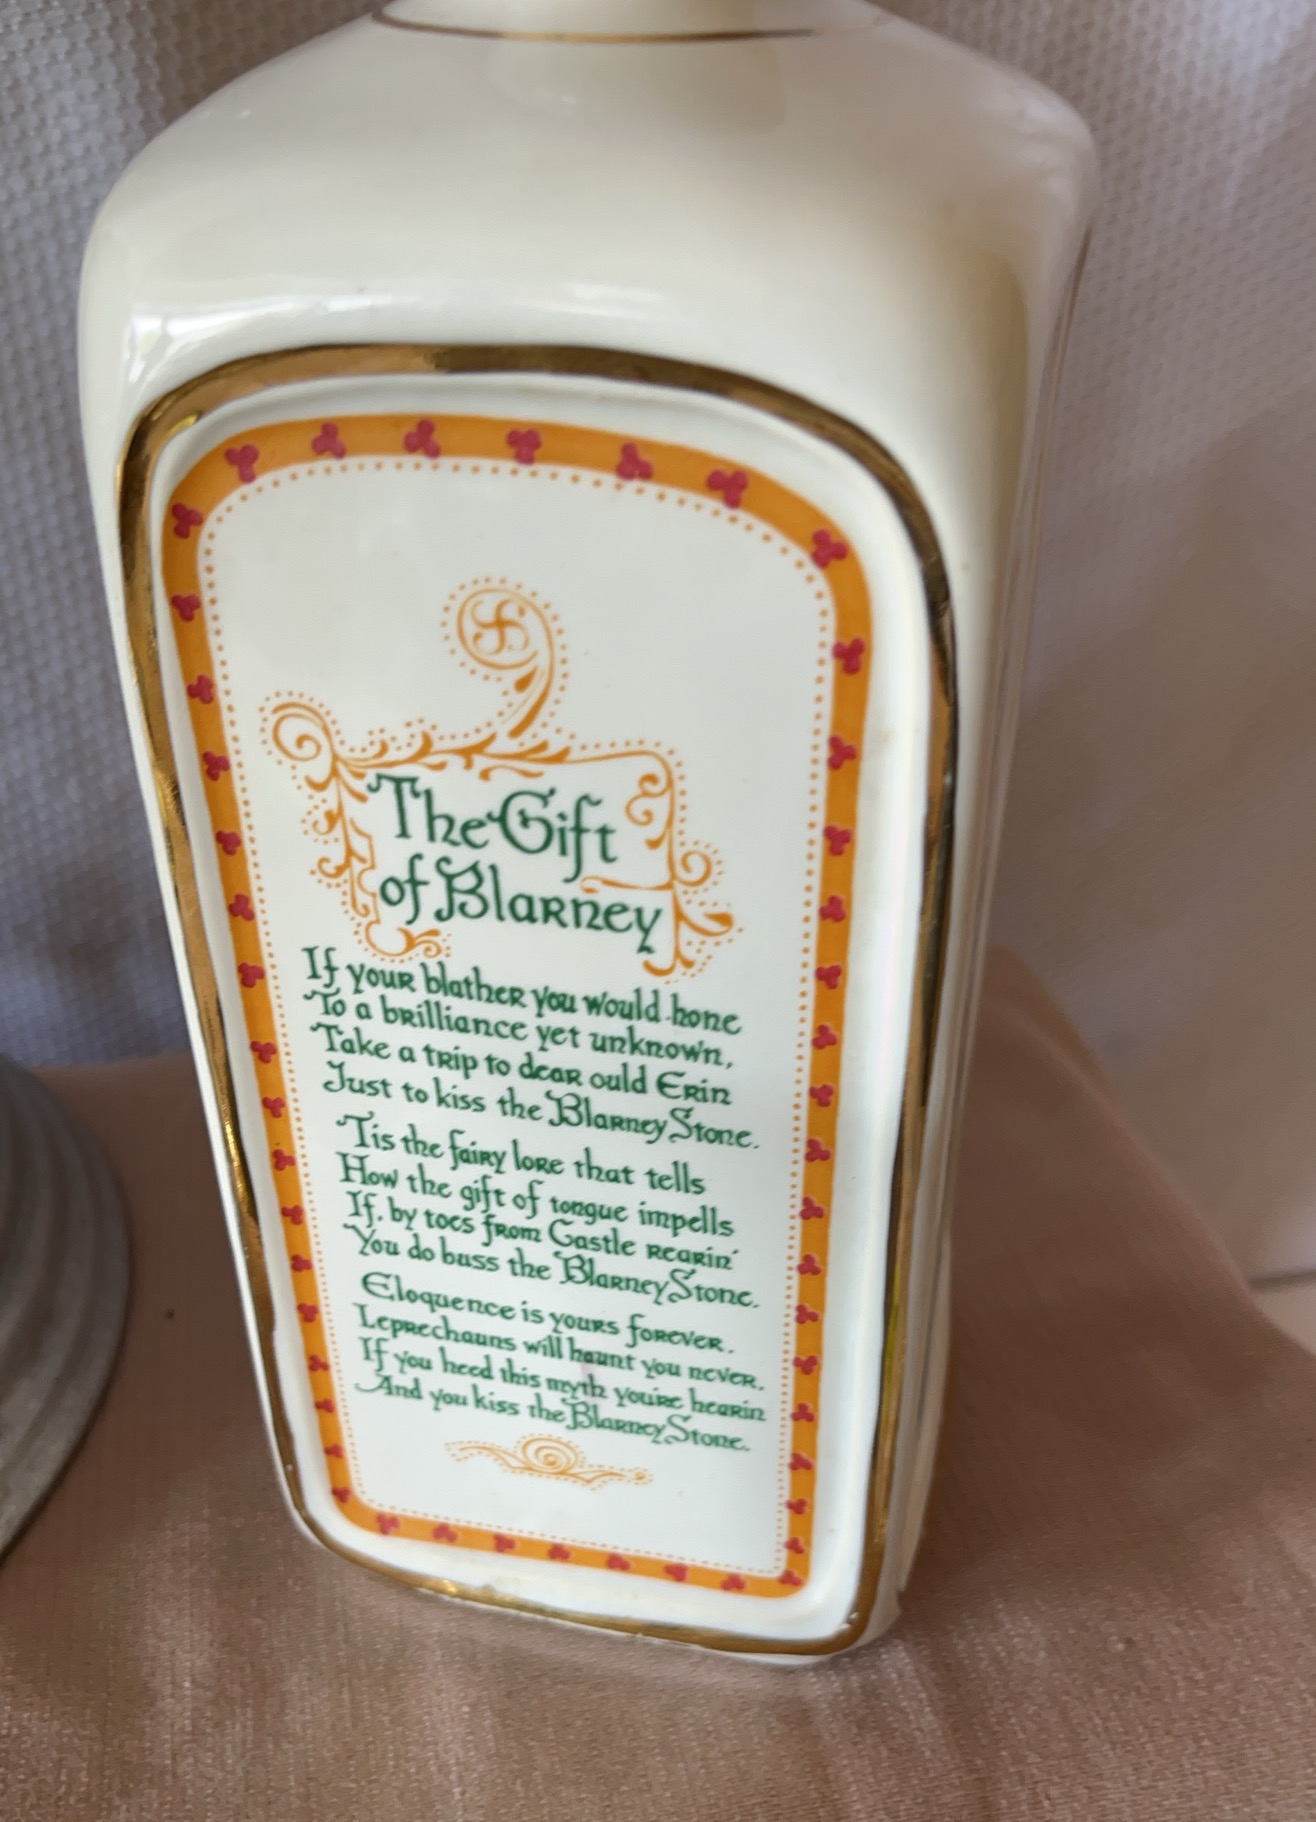 The Gift
of Blarney
If your blather you would hone
To a brilliance yet unknown,
Take a trip to dear ould Erin
Just to kiss the Blarney Stone.
'Tis the fairy lore that tells
How the gift of tongue impells
If, by toes from Castle rearin'
You do buss the Blarney Stone.
Eloquence is yours forever.
Leprechauns will haunt you never.
If you heed this myth you're hearin
And you kiss the Blarney Stone.